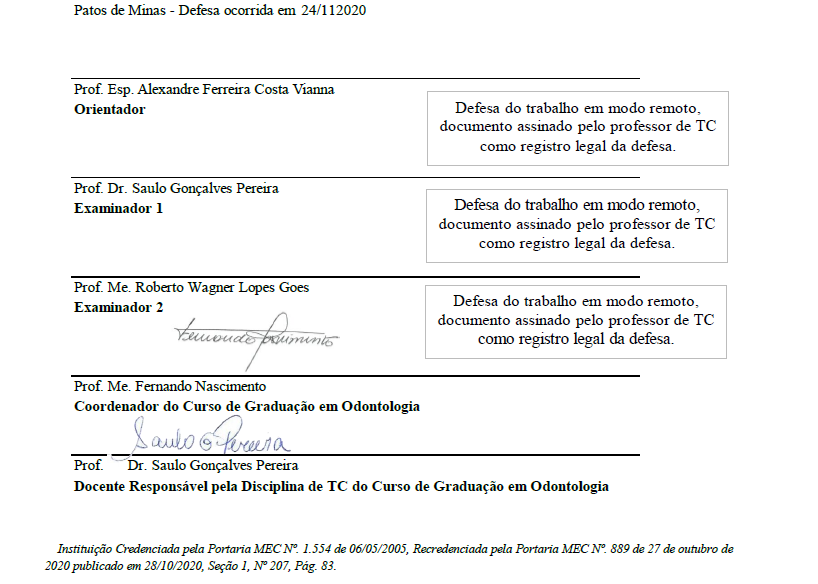 Patos de Minas - Defesa ocorrida em 24/112020
Prof. Esp. Alexandre Ferreira Costa Vianna
Orientador
Defesa do trabalho em modo remoto,
documento assinado pelo professor de TC
como registro legal da defesa.
Prof. Dr. Saulo Gonçalves Pereira
Examinador 1
Defesa do trabalho em modo remoto,
documento assinado pelo professor de TC
como registro legal da defesa.
Prof. Me. Roberto Wagner Lopes Goes
Examinador 2
Defesa do trabalho em modo remoto,
documento assinado pelo professor de TC
como registro legal da defesa.
Fernando Nascimento
Prof. Me. Fernando Nascimento
Coordenador do Curso de Graduação em Odontologia
Saulo G Pereira
Prof. Dr. Saulo Gonçalves Pereira
Docente Responsável pela Disciplina de TC do Curso de Graduação em Odontologia
Instituição Credenciada pela Portaria MEC Nº. 1.554 de 06/05/2005, Recredenciada pela Portaria MEC Nº. 889 de 27 de outubro de
2020 publicado em 28/10/2020, Seção 1, Nº 207, Pág. 83.